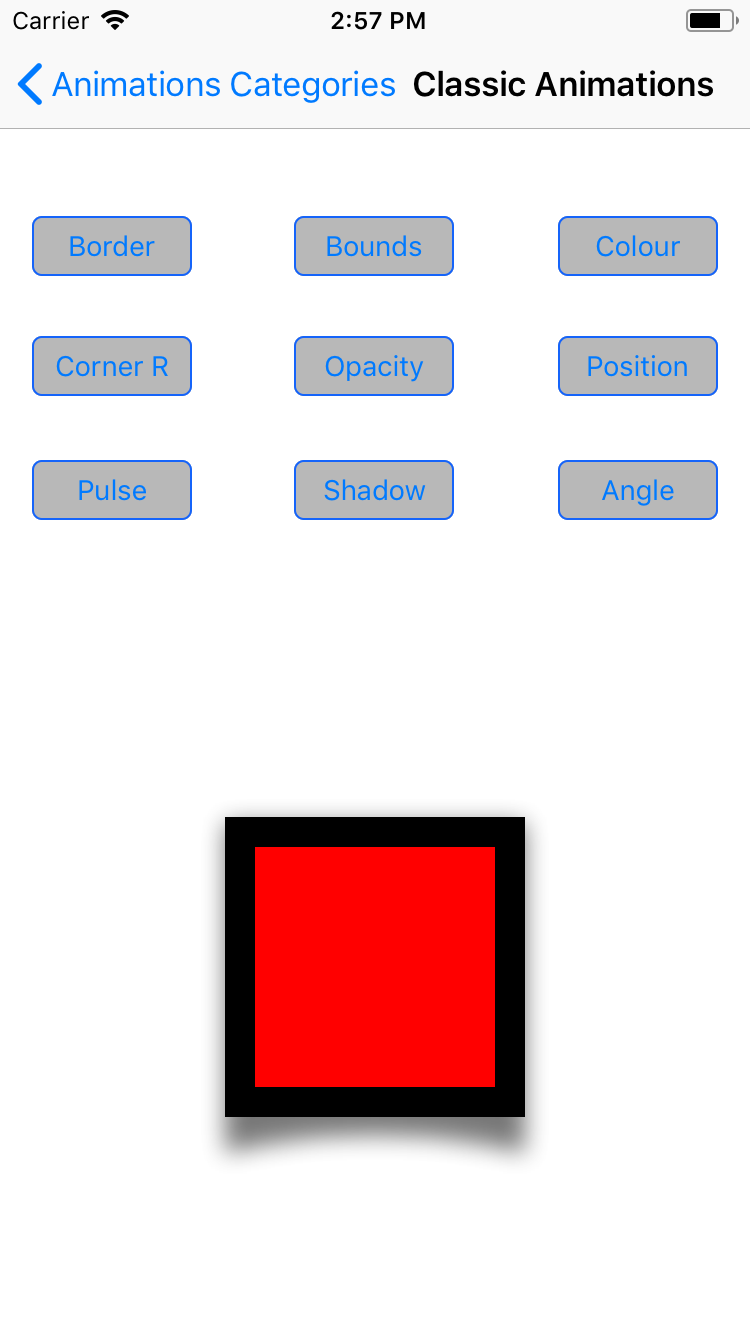 Carrier 2:57 PM
Animations Categories Classic Animations
Border Bounds Colour
Corner R Opacity Position
Pulse Shadow Angle